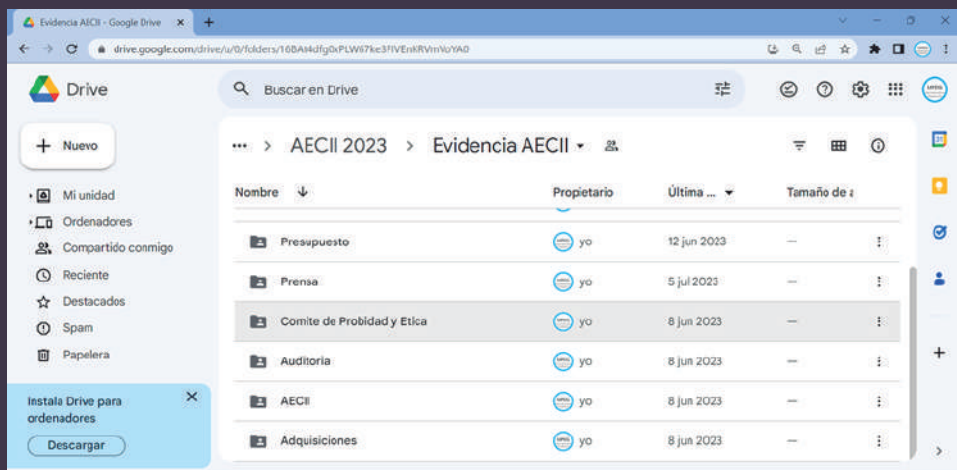 Evidencia AECII - Google Drive
drive.google.com/drive/u/0/folders/
Drive
Buscar en Drive
Nuevo
AECII 2023 > Evidencia AECII
Nombre
Propietario
Última ...
Tamaño de a
Mi unidad
Ordenadores
Compartido conmigo
Reciente
Destacados
Spam
Papelera
Presupuesto yo 12 jun 2023 —
Prensa yo 5 jul 2023 —
Comite de Probidad y Etica yo 8 jun 2023 —
Auditoria yo 8 jun 2023 —
AECII yo 8 jun 2023 —
Adquisiciones yo 8 jun 2023 —
Instala Drive para
ordenadores
Descargar